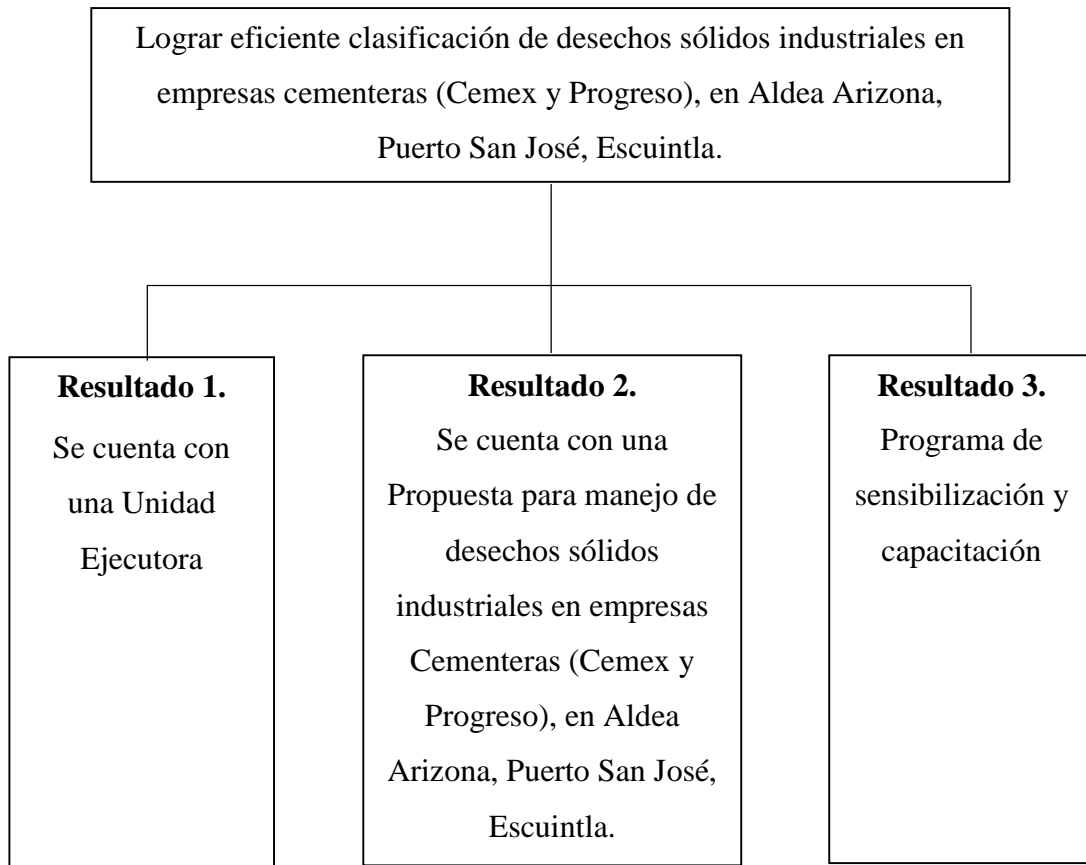 Lograr eficiente clasificación de desechos sólidos industriales en
empresas cementeras (Cemex y Progreso), en Aldea Arizona,
Puerto San José, Escuintla.
Resultado 1.
Se cuenta con
una Unidad
Ejecutora
Resultado 2.
Se cuenta con una
Propuesta para manejo de
desechos sólidos
industriales en empresas
Cementeras (Cemex y
Progreso), en Aldea
Arizona, Puerto San José,
Escuintla.
Resultado 3.
Programa de
sensibilización y
capacitación